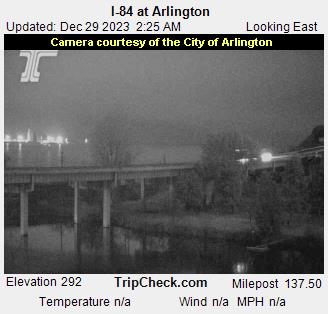 I-84 at Arlington
Updated: Dec 29 2023 2:25 AM Looking East
Camera courtesy of the City of Arlington
Elevation 292 TripCheck.com Milepost 137.50
Temperature n/a Wind n/a MPH n/a